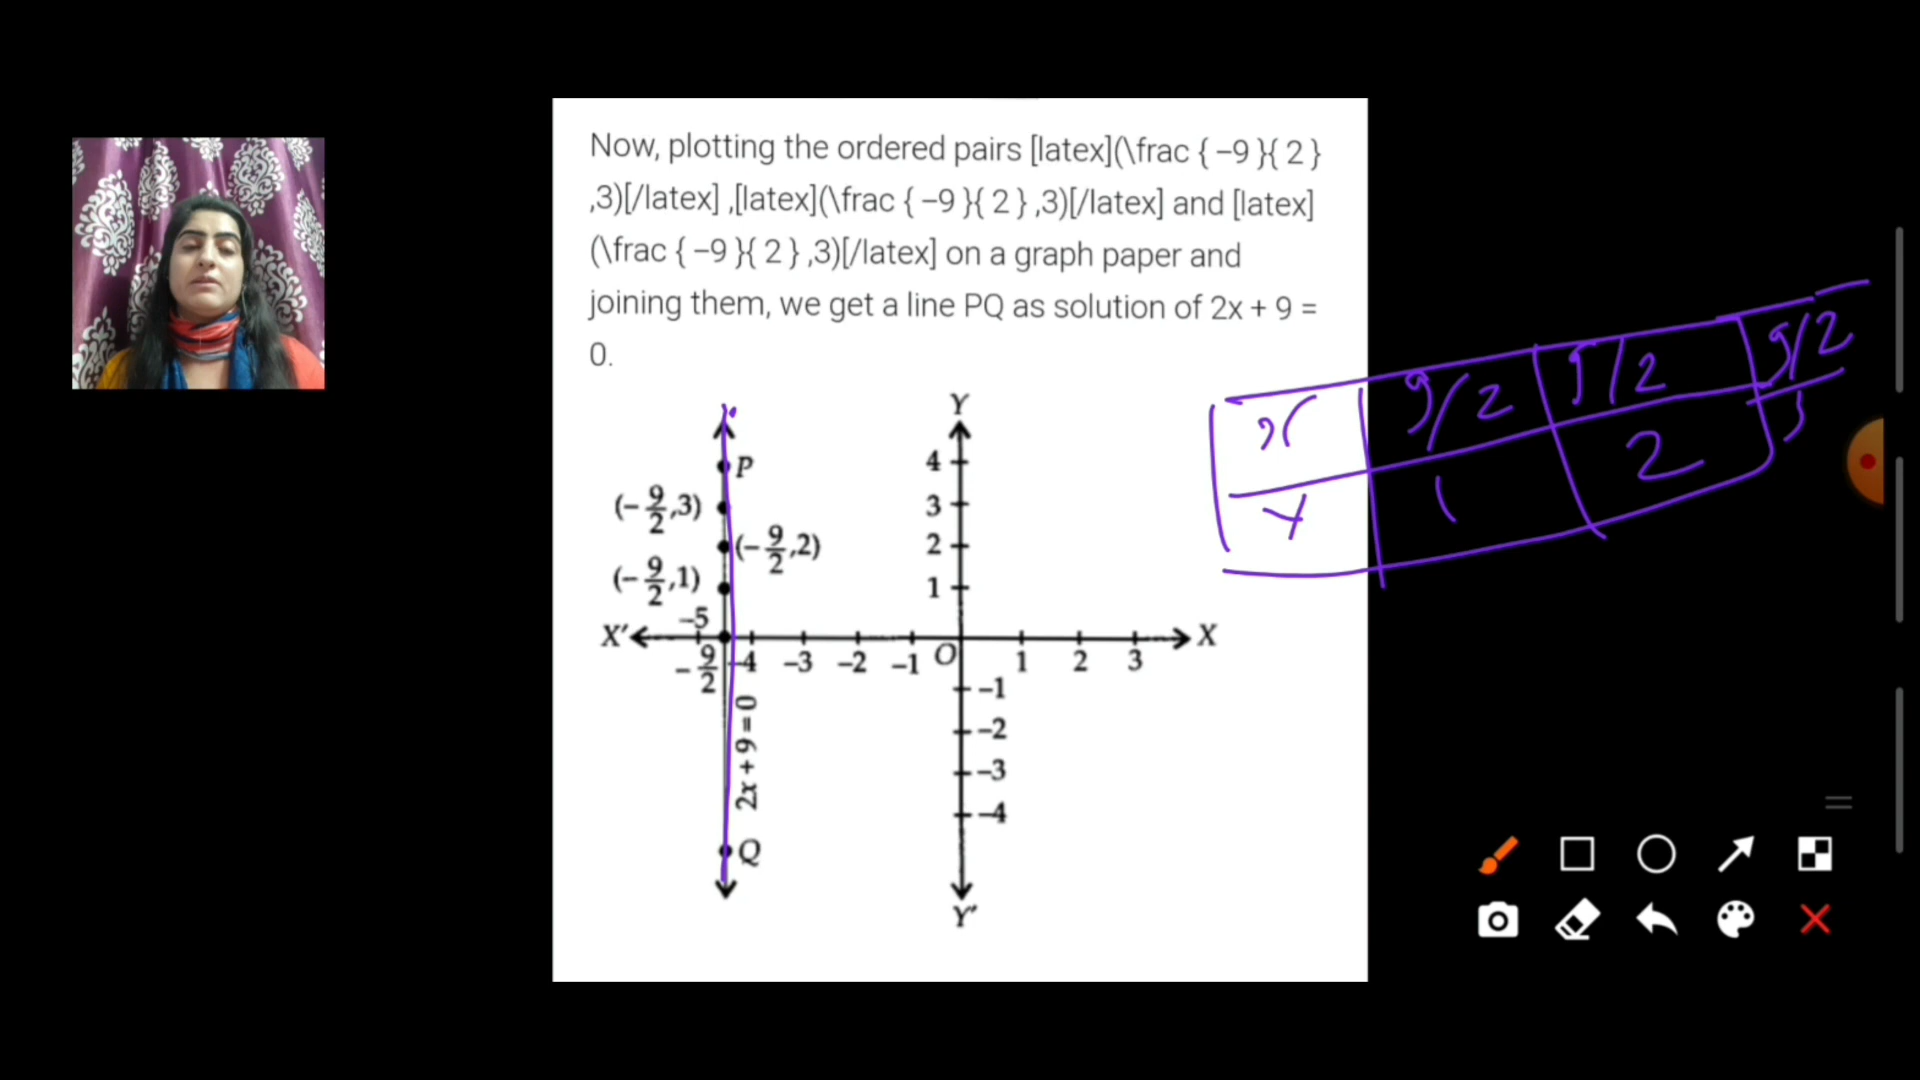 Now, plotting the ordered pairs [latex](\frac { −9 }{ 2 }
,3)[/latex] ,[latex](\frac { −9 }{ 2 } ,3)[/latex] and [latex]
(\frac { −9 }{ 2 } ,3)[/latex] on a graph paper and
joining them, we get a line PQ as solution of 2x + 9 =
0.
Y
P
4
(−9/2,3)
3
(−9/2,2)
2
(−9/2,1)
1
−5
X′ X
−9/2 −4 −3 −2 −1 O 1 2 3
−1
−2
−3
−4
2x + 9 = 0
Q
Y′
x 9/2 9/2 9/2
y 1 2 3